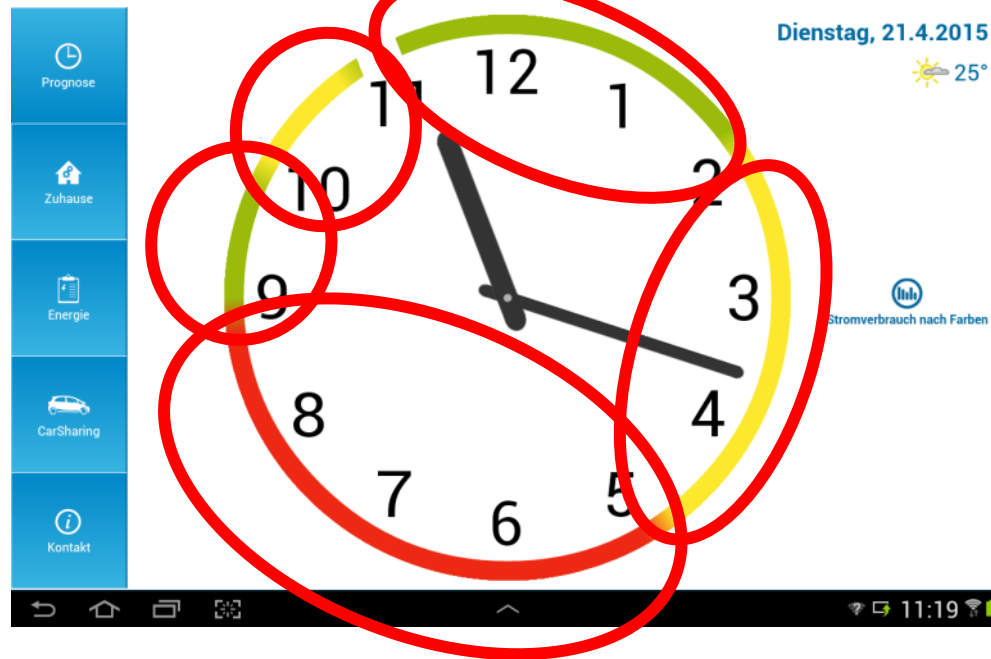 Dienstag, 21.4.2015
25°
Prognose
Zuhause
Energie
CarSharing
Kontakt
12
1
2
3
4
5
6
7
8
9
10
11
Stromverbrauch nach Farben
11:19